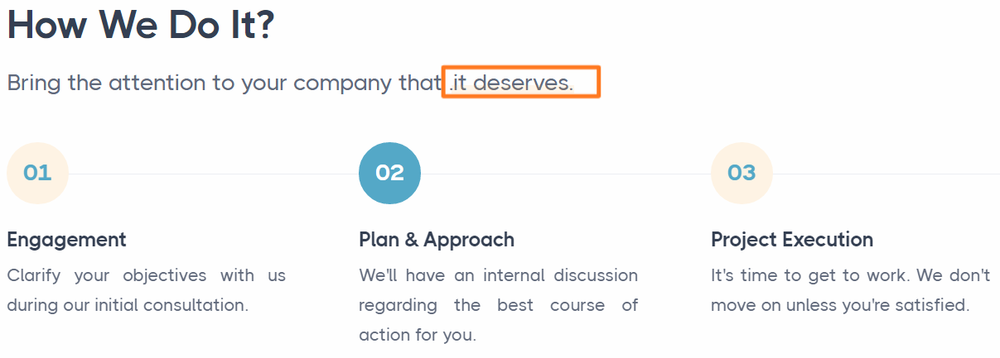 How We Do It?
Bring the attention to your company that .it deserves.
01
02
03
Engagement
Clarify your objectives with us
during our initial consultation.
Plan & Approach
We'll have an internal discussion
regarding the best course of
action for you.
Project Execution
It's time to get to work. We don't
move on unless you're satisfied.